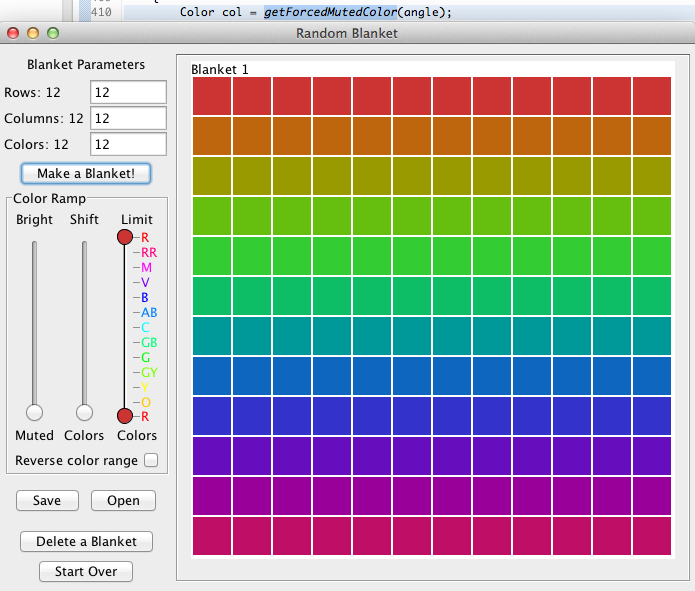 410 Color col = getForcedMutedColor(angle);
Random Blanket
Blanket Parameters
Rows: 12 12
Columns: 12 12
Colors: 12 12
Make a Blanket!
Color Ramp
Bright Shift Limit
R
RR
M
V
B
AB
C
GB
G
GY
Y
O
R
Muted Colors Colors
Reverse color range
Save Open
Delete a Blanket
Start Over
Blanket 1